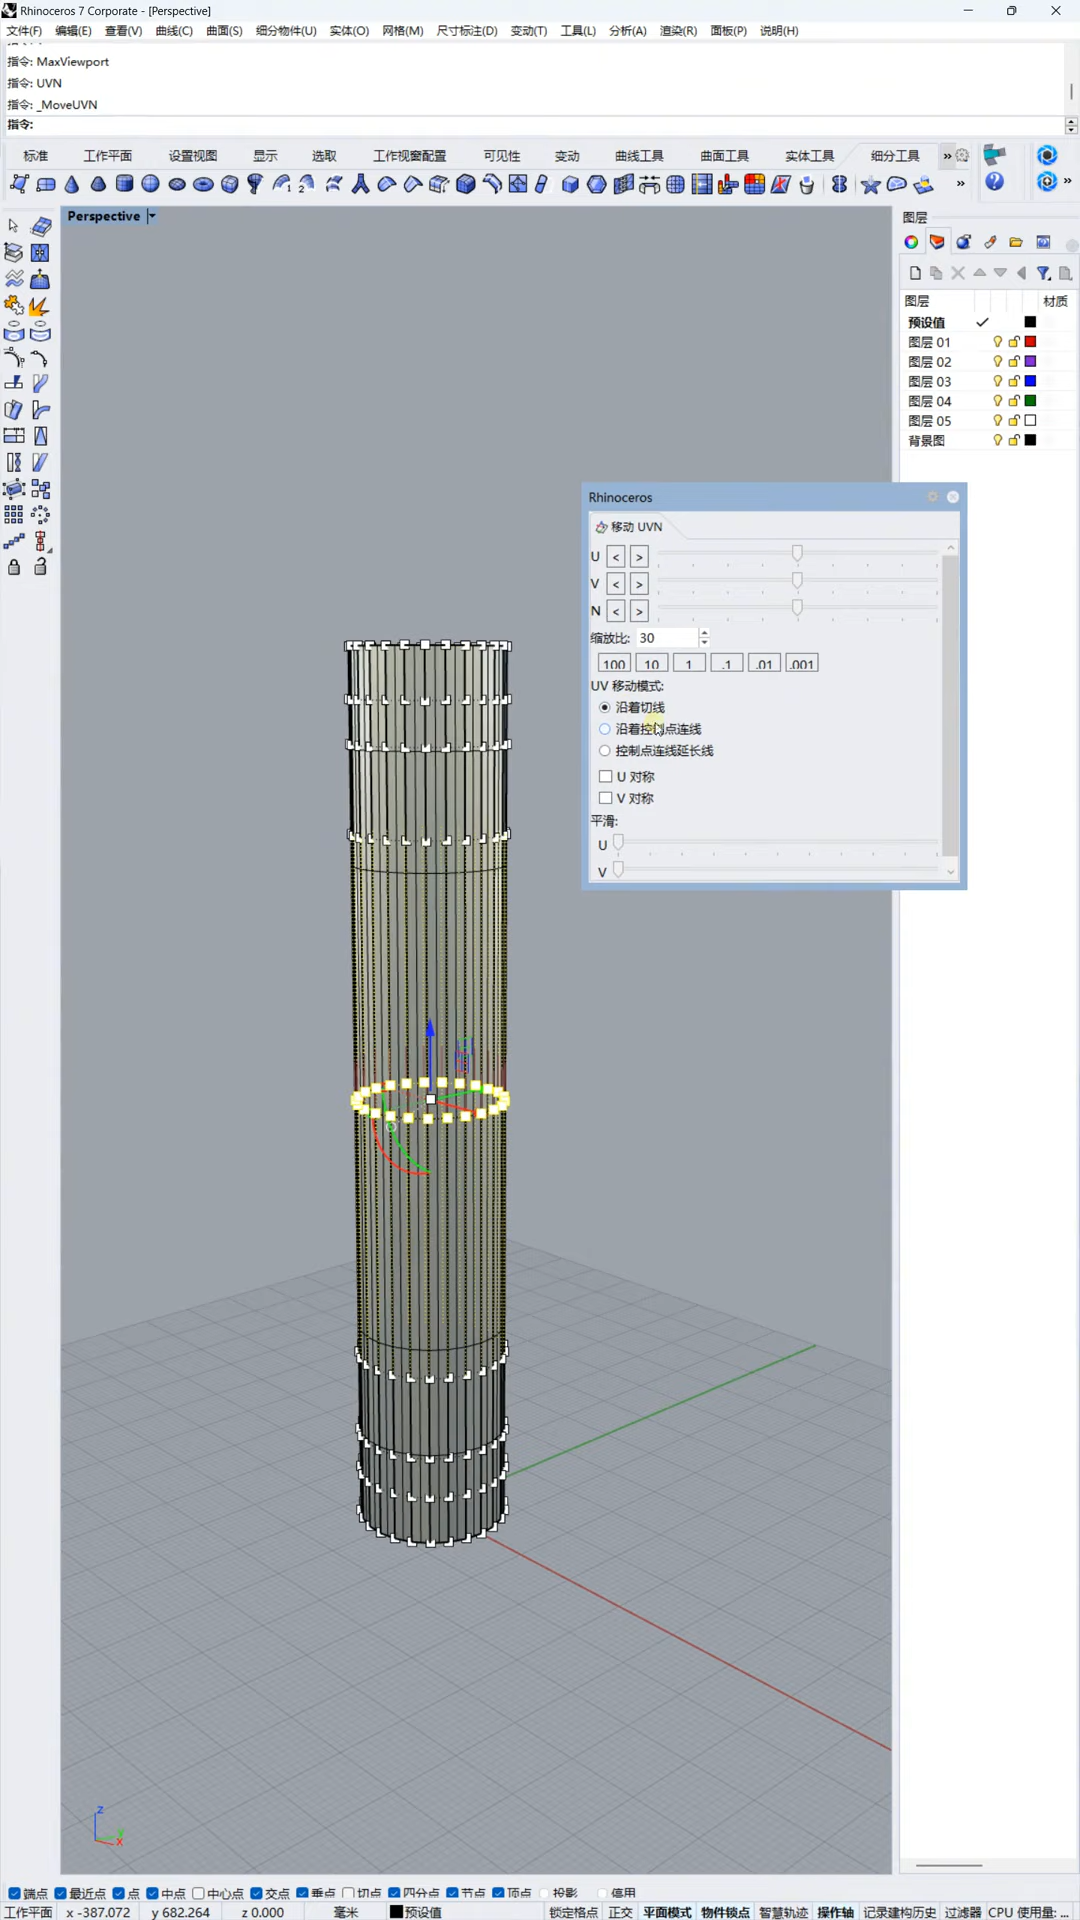 Rhinoceros 7 Corporate - [Perspective]
文件(F) 编辑(E) 查看(V) 曲线(C) 曲面(S) 细分物件(U) 实体(O) 网格(M) 尺寸标注(D) 变动(T) 工具(L) 分析(A) 渲染(R) 面板(P) 说明(H)
指令: MaxViewport
指令: UVN
指令: _MoveUVN
指令:
标准 工作平面 设置视图 显示 选取 工作视窗配置 可见性 变动 曲线工具 曲面工具 实体工具 细分工具 »
Perspective
图层
图层 材质
预设值
图层 01
图层 02
图层 03
图层 04
图层 05
背景图
Rhinoceros
移动 UVN
U < >
V < >
N < >
缩放比: 30
100 10 1 .1 .01 .001
UV 移动模式:
沿着切线
沿着控制点连线
控制点连线延长线
U 对称
V 对称
平滑:
U
V
z
y
x
端点 最近点 点 中点 中心点 交点 垂点 切点 四分点 节点 顶点 投影 停用
工作平面 x -387.072 y 682.264 z 0.000 毫米 预设值 锁定格点 正交 平面模式 物件锁点 智慧轨迹 操作轴 记录建构历史 过滤器 CPU 使用量: ...